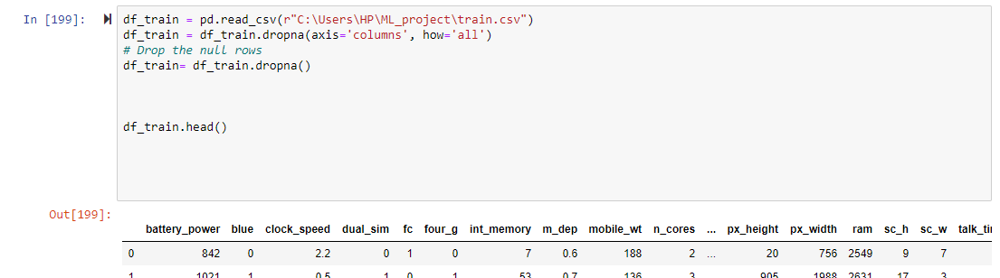 In [199]:
df_train = pd.read_csv(r"C:\Users\HP\ML_project\train.csv")
df_train = df_train.dropna(axis='columns', how='all')
# Drop the null rows
df_train= df_train.dropna()
df_train.head()
Out[199]:
battery_power blue clock_speed dual_sim fc four_g int_memory m_dep mobile_wt n_cores ... px_height px_width ram sc_h sc_w talk_ti
0 842 0 2.2 0 1 0 7 0.6 188 2 ... 20 756 2549 9 7
1 1021 1 0.5 1 0 1 53 0.7 136 3 905 1988 2631 17 3